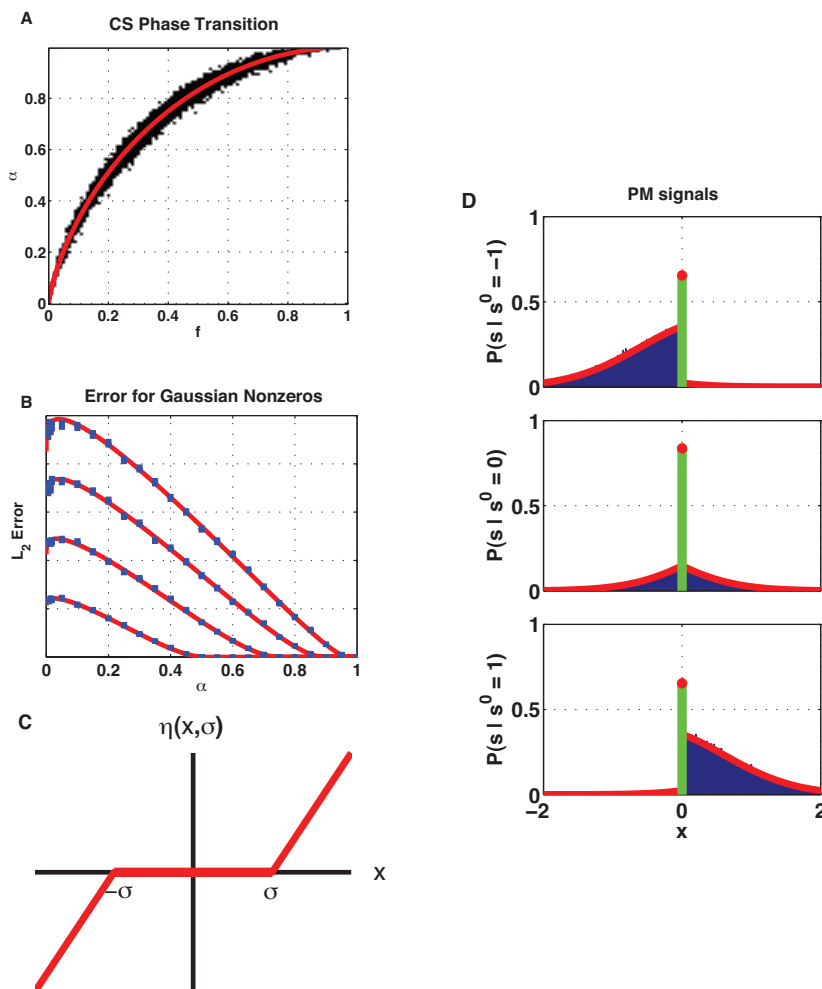 A
CS Phase Transition
α
0.8
0.6
0.4
0.2
0
0 0.2 0.4 0.6 0.8 1
f
B
Error for Gaussian Nonzeros
L2 Error
0 0.2 0.4 0.6 0.8 1
α
C
η(x,σ)
−σ
σ
X
D
PM signals
P(s | s⁰ = −1)
1
0.5
0
P(s | s⁰ = 0)
1
0.5
0
P(s | s⁰ = 1)
1
0.5
0
−2 0 2
x